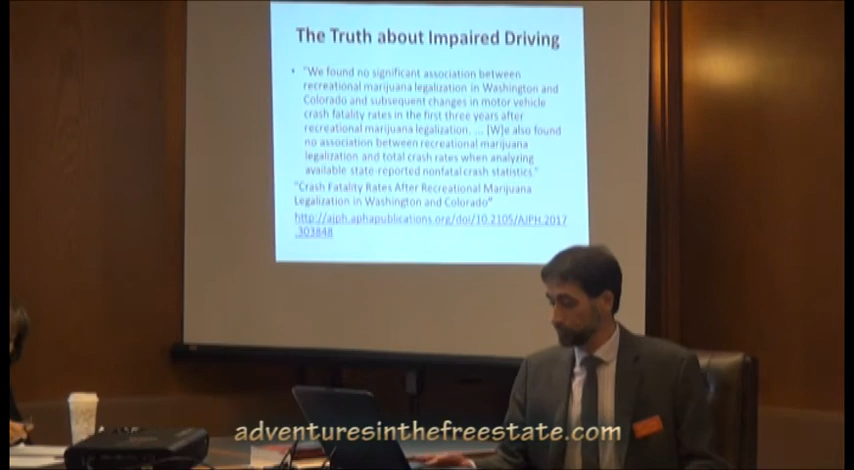 The Truth about Impaired Driving
• "We found no significant association between
recreational marijuana legalization in Washington and
Colorado and subsequent changes in motor vehicle
crash fatality rates in the first three years after
recreational marijuana legalization. ... [W]e also found
no association between recreational marijuana
legalization and total crash rates when analyzing
available state-reported nonfatal crash statistics."
"Crash Fatality Rates After Recreational Marijuana
Legalization in Washington and Colorado"
http://ajph.aphapublications.org/doi/10.2105/AJPH.2017
.303848
adventuresinthefreestate.com